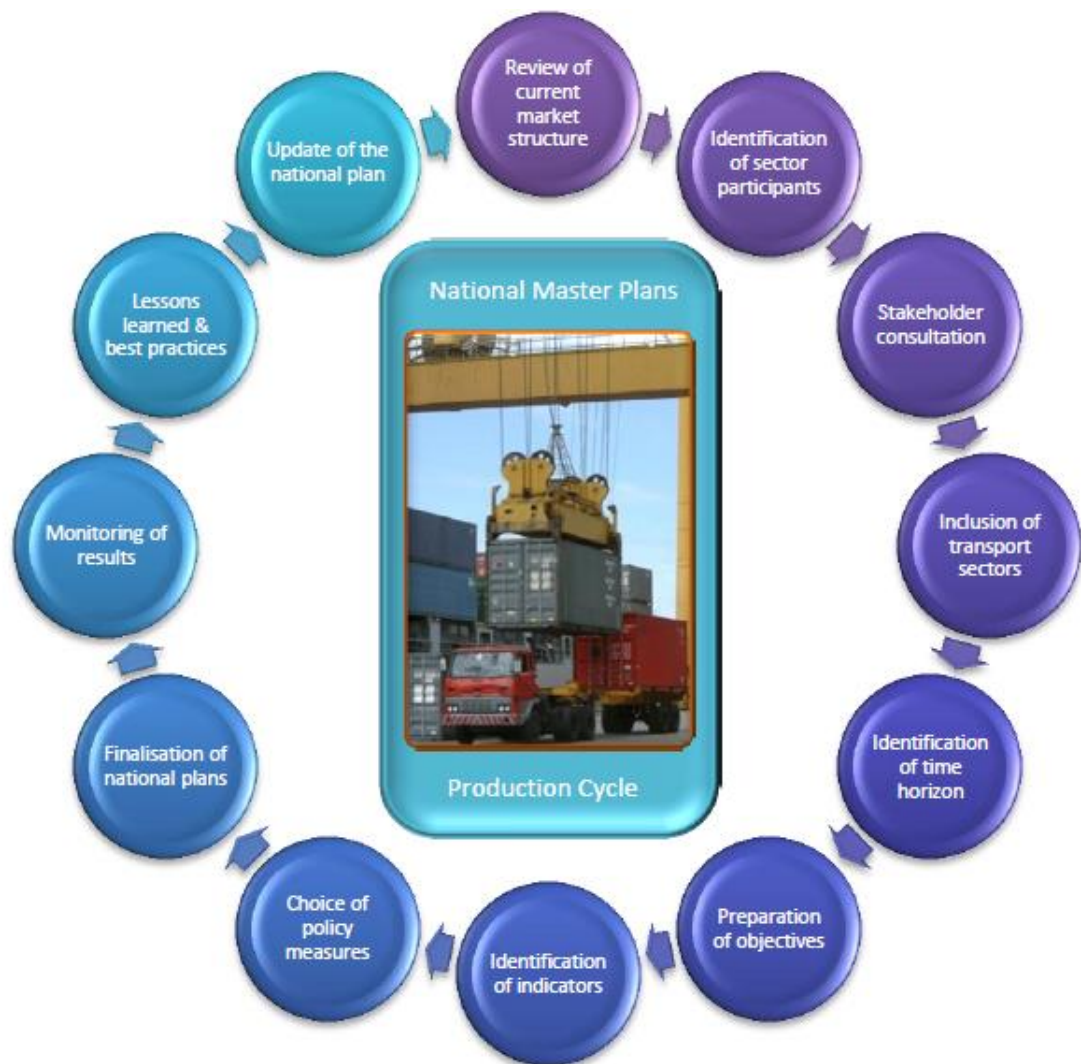 Review of
current
market
structure
Identification
of sector
participants
Stakeholder
consultation
Inclusion of
transport
sectors
Identification
of time
horizon
Preparation
of objectives
Identification
of indicators
Choice of
policy
measures
Finalisation of
national plans
Monitoring of
results
Lessons
learned &
best practices
Update of the
national plan
National Master Plans
Production Cycle